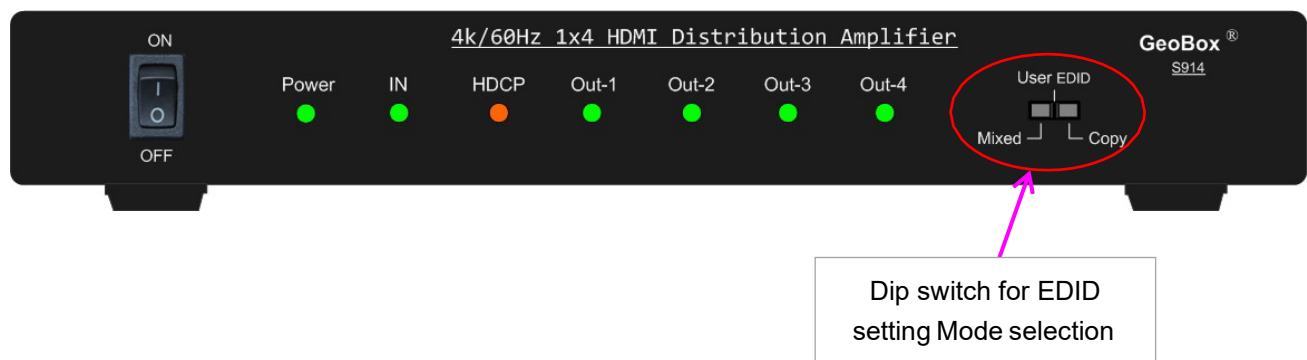 ON
4k/60Hz 1x4 HDMI Distribution Amplifier
GeoBox ®
S914
Power IN HDCP Out-1 Out-2 Out-3 Out-4
User EDID
I
O
Mixed Copy
OFF
Dip switch for EDID
setting Mode selection